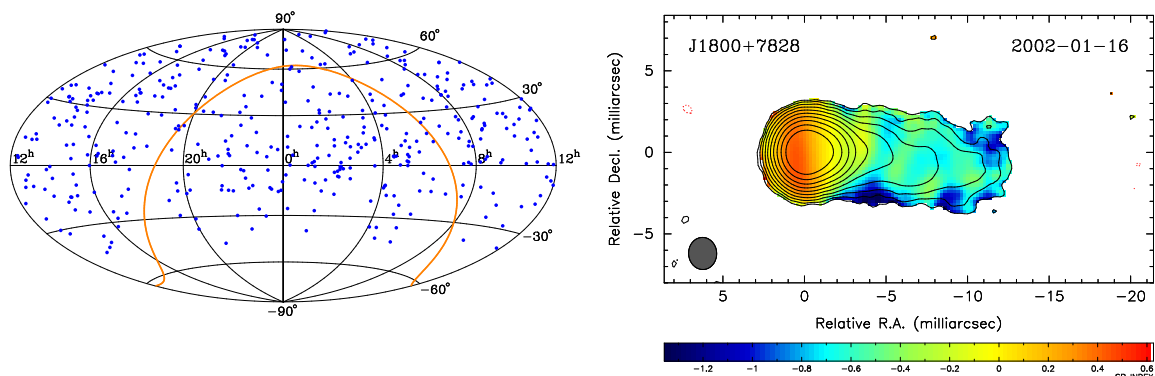 90°
60°
30°
12ʰ 16ʰ 20ʰ 0ʰ 4ʰ 8ʰ 12ʰ
−30°
−60°
−90°
J1800+7828 2002-01-16
Relative Decl. (milliarcsec)
5
0
−5
5 0 −5 −10 −15 −20
Relative R.A. (milliarcsec)
−1.2 −1 −0.8 −0.6 −0.4 −0.2 0 0.2 0.4 0.6